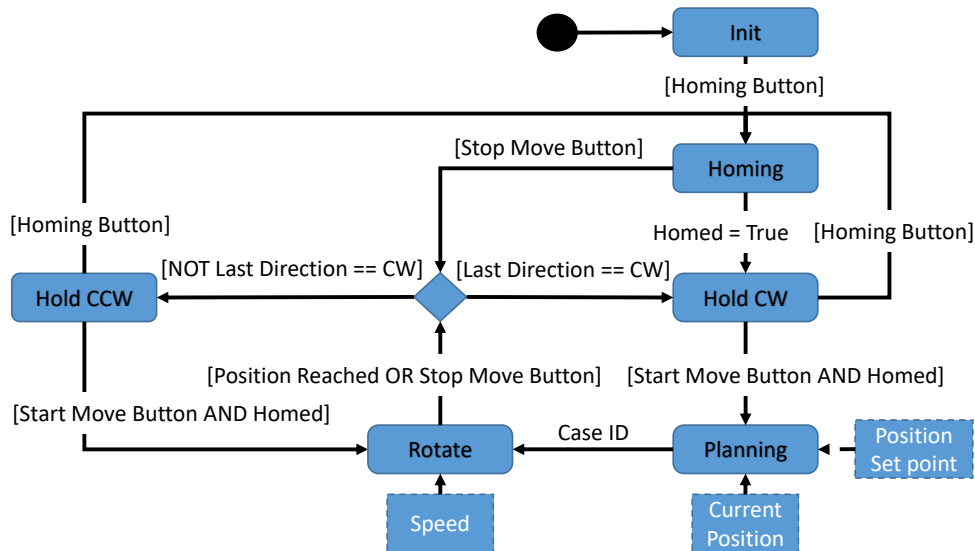 Init
[Homing Button]
[Stop Move Button]
Homing
[Homing Button]
Homed = True
[Homing Button]
[NOT Last Direction == CW]
[Last Direction == CW]
Hold CCW
Hold CW
[Position Reached OR Stop Move Button]
[Start Move Button AND Homed]
[Start Move Button AND Homed]
Case ID
Rotate
Planning
Position
Set point
Speed
Current
Position